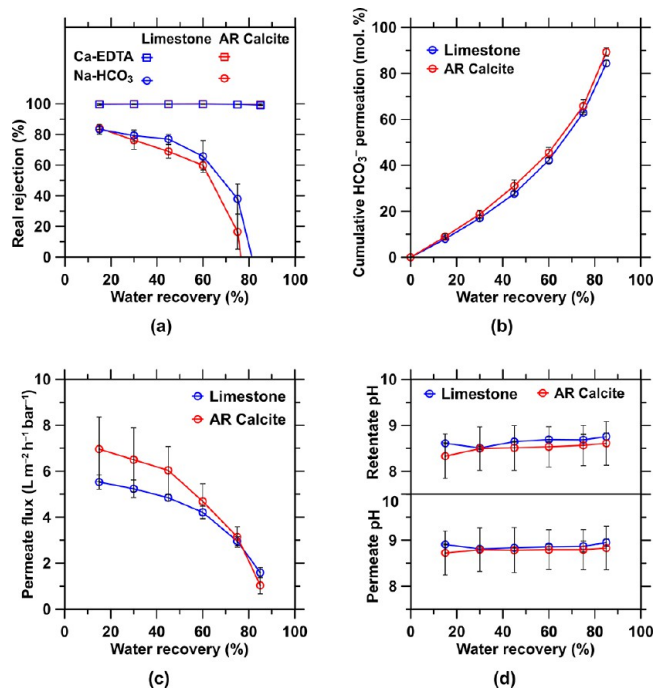 Limestone AR Calcite
Ca-EDTA
Na-HCO₃
100
80
60
40
20
0
0 20 40 60 80 100
Real rejection (%)
Water recovery (%)
(a)
Limestone
AR Calcite
100
80
60
40
20
0
0 20 40 60 80 100
Cumulative HCO₃⁻ permeation (mol. %)
Water recovery (%)
(b)
Limestone
AR Calcite
10
8
6
4
2
0
0 20 40 60 80 100
Permeate flux (L m⁻² h⁻¹ bar⁻¹)
Water recovery (%)
(c)
Limestone AR Calcite
10
9
8
10
9
8
0 20 40 60 80 100
Retentate pH
Permeate pH
Water recovery (%)
(d)